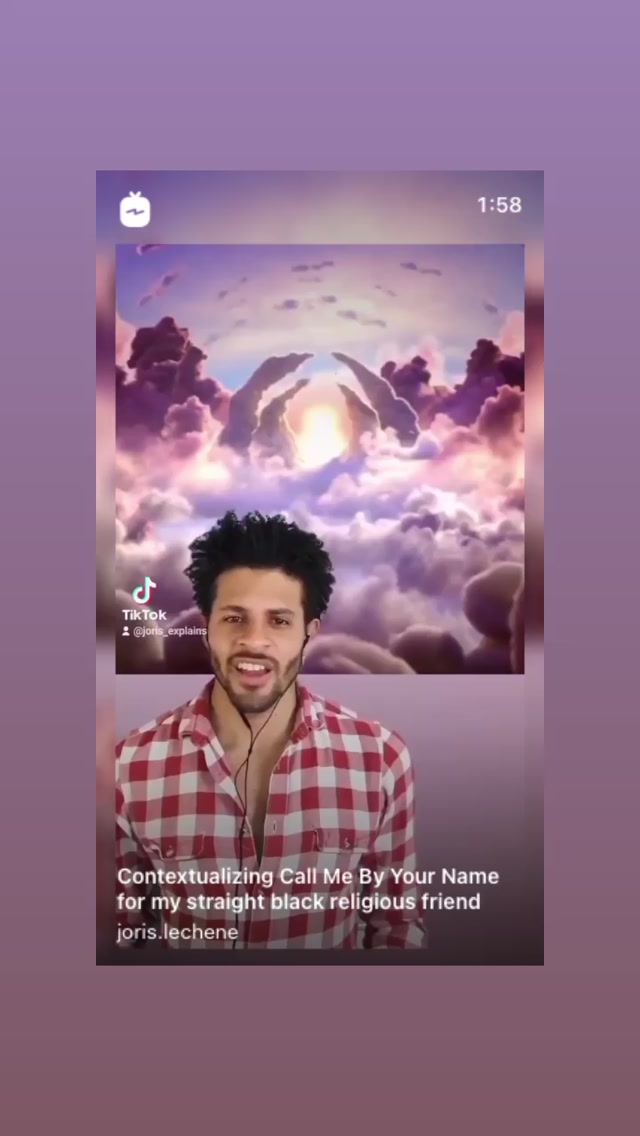 1:58
TikTok
@joris_explains
Contextualizing Call Me By Your Name
for my straight black religious friend
joris.lechene